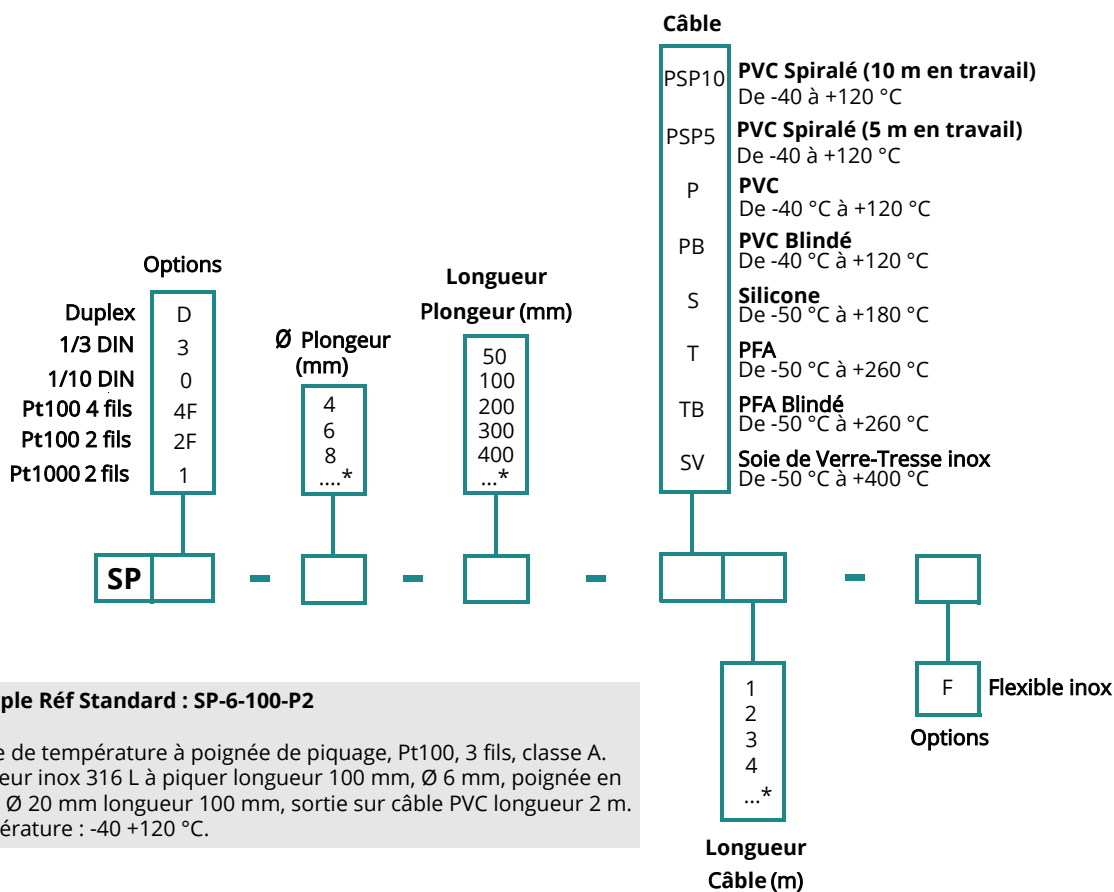 Câble
PSP10 PVC Spiralé (10 m en travail)
De -40 à +120 °C
PSP5 PVC Spiralé (5 m en travail)
De -40 à +120 °C
P PVC
De -40 °C à +120 °C
PB PVC Blindé
De -40 °C à +120 °C
S Silicone
De -50 °C à +180 °C
T PFA
De -50 °C à +260 °C
TB PFA Blindé
De -50 °C à +260 °C
SV Soie de Verre-Tresse inox
De -50 °C à +400 °C
Options
Duplex D
1/3 DIN 3
1/10 DIN 0
Pt100 4 fils 4F
Pt100 2 fils 2F
Pt1000 2 fils 1
Ø Plongeur
(mm)
4
6
8
....*
Longueur
Plongeur (mm)
50
100
200
300
400
...*
SP - - - -
1
2
3
4
...*
Longueur
Câble (m)
F Flexible inox
Options
ple Réf Standard : SP-6-100-P2
e de température à poignée de piquage, Pt100, 3 fils, classe A.
eur inox 316 L à piquer longueur 100 mm, Ø 6 mm, poignée en
Ø 20 mm longueur 100 mm, sortie sur câble PVC longueur 2 m.
érature : -40 +120 °C.